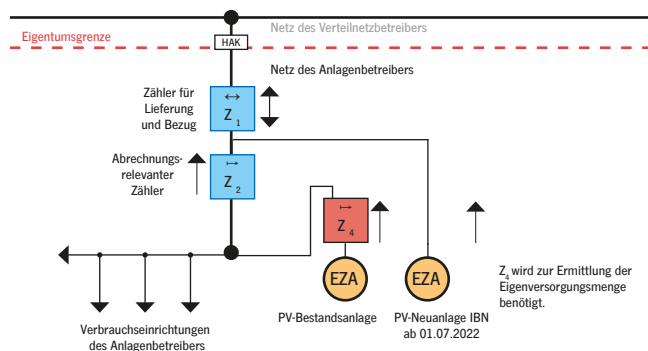 Netz des Verteilnetzbetreibers
Eigentumsgrenze
HAK
Netz des Anlagenbetreibers
Zähler für
Lieferung
und Bezug
Z1
Abrechnungs-
relevanter
Zähler
Z2
Z4
EZA
EZA
Z4 wird zur Ermittlung der
Eigenversorgungsmenge
benötigt.
PV-Bestandsanlage
PV-Neuanlage IBN
ab 01.07.2022
Verbrauchseinrichtungen
des Anlagenbetreibers